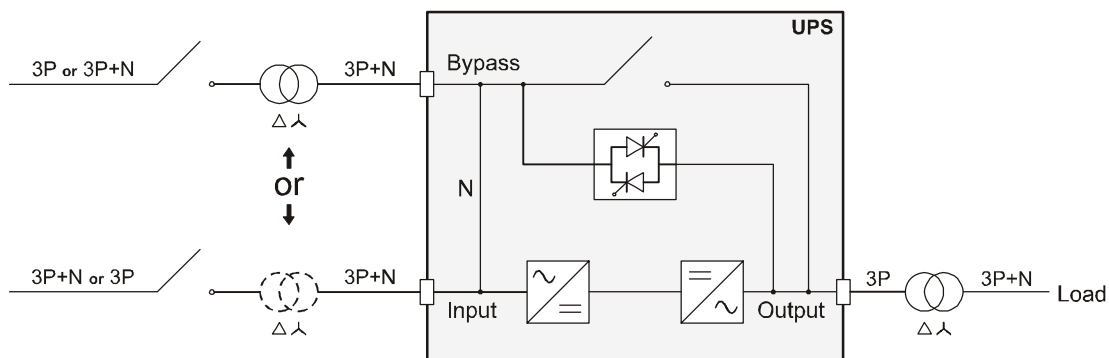 UPS
3P or 3P+N
3P+N
Bypass
or
N
3P+N or 3P
3P+N
Input
Output
3P
3P+N
Load